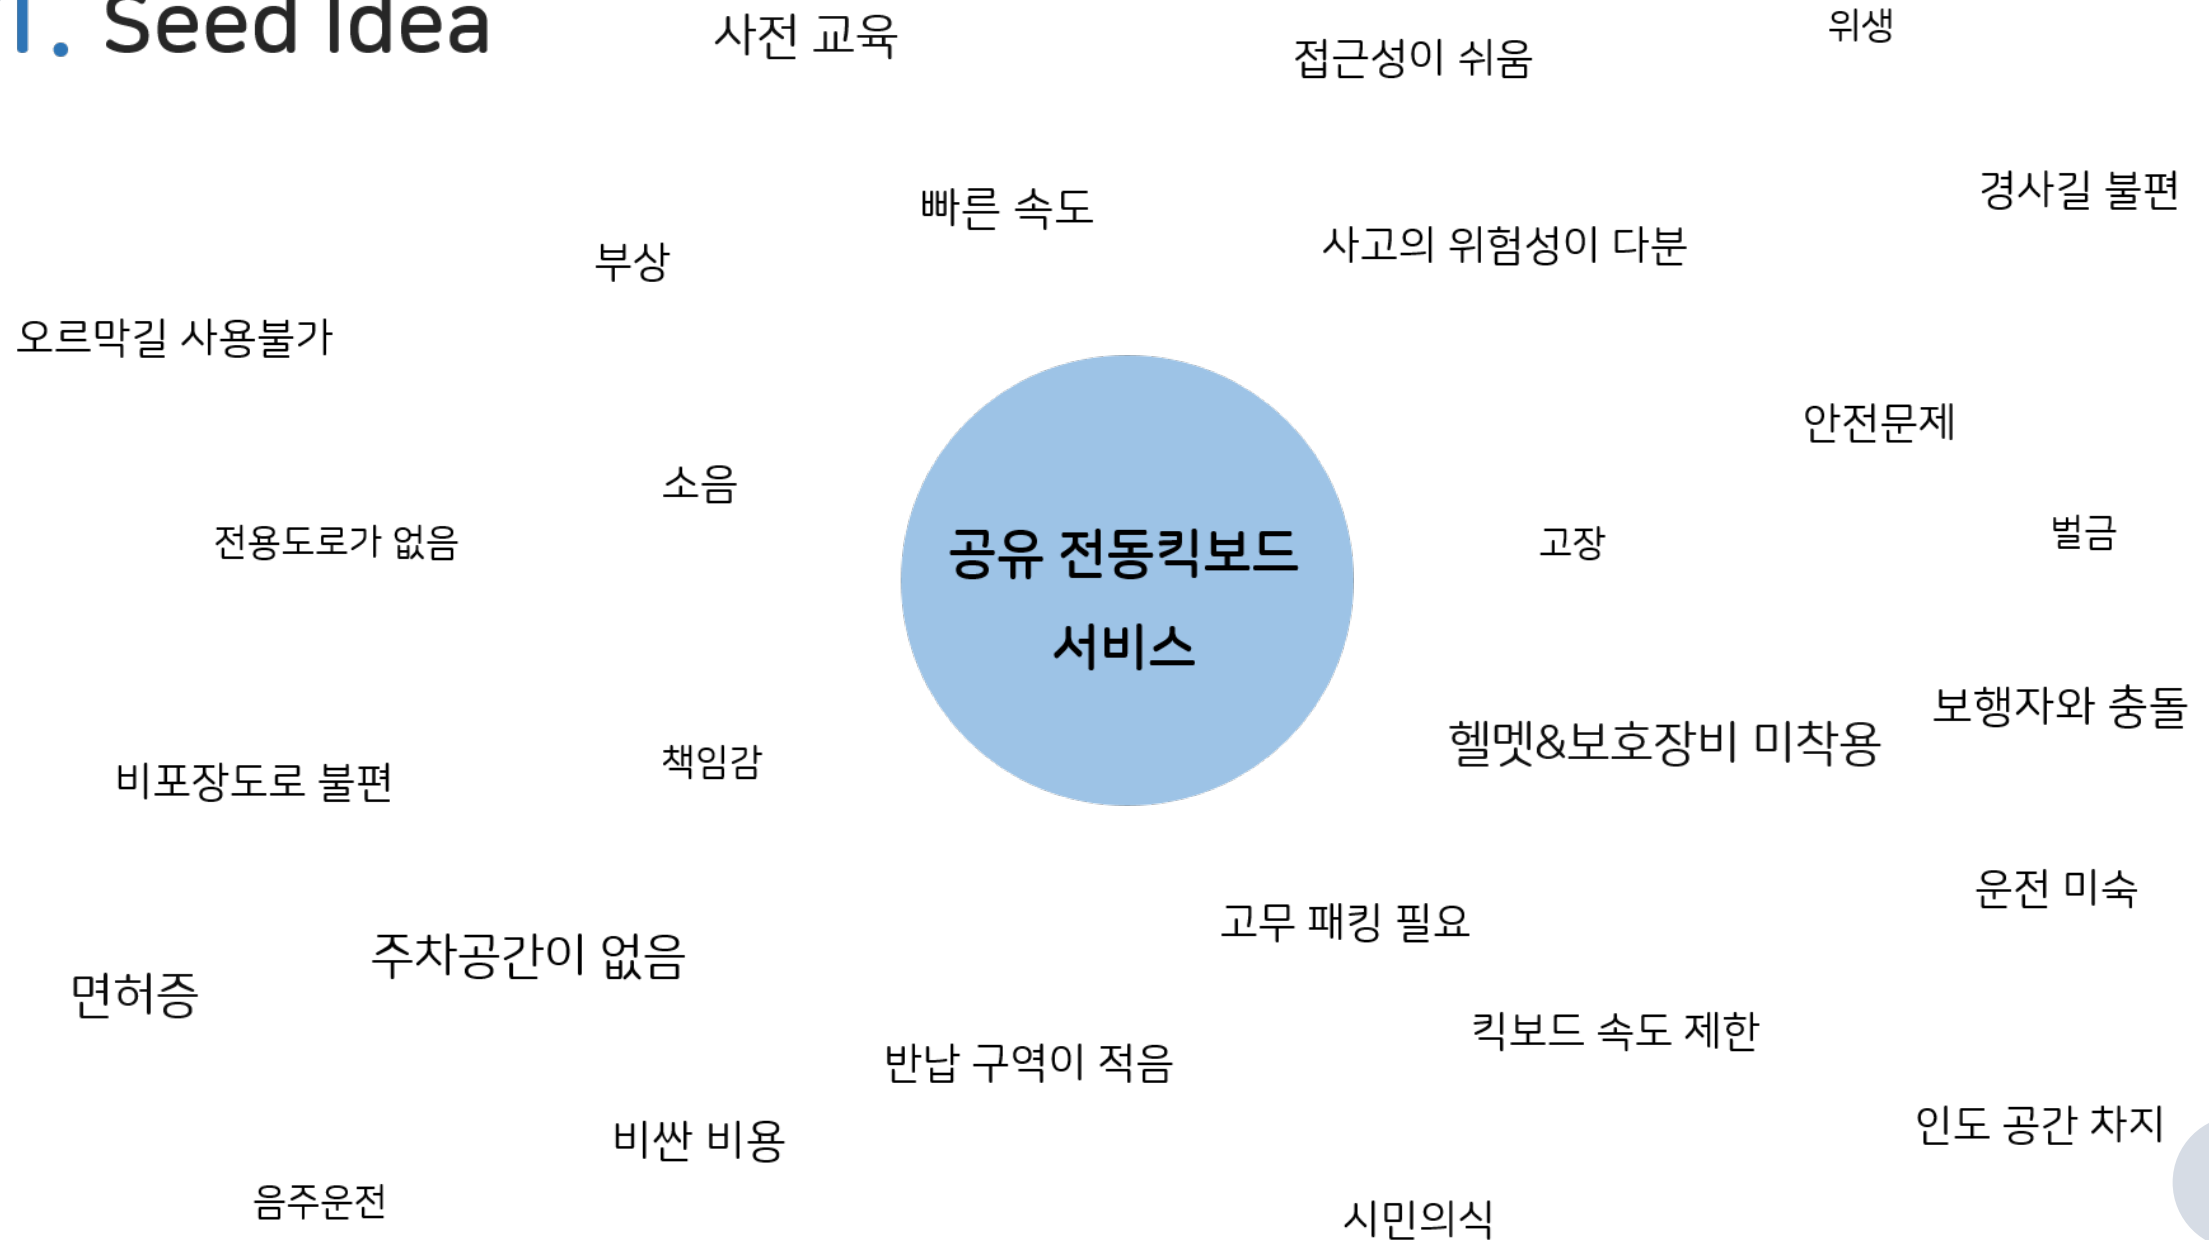 1. Seed Idea
사전 교육
접근성이 쉬움
위생
빠른 속도
경사길 불편
부상
사고의 위험성이 다분
오르막길 사용불가
안전문제
소음
전용도로가 없음
공유 전동킥보드
서비스
고장
벌금
비포장도로 불편
책임감
헬멧&보호장비 미착용
보행자와 충돌
운전 미숙
고무 패킹 필요
주차공간이 없음
면허증
킥보드 속도 제한
반납 구역이 적음
비싼 비용
인도 공간 차지
음주운전
시민의식